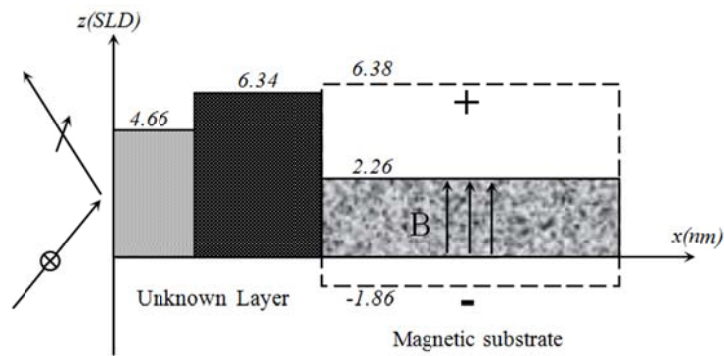 z(SLD)
6.34
6.38
4.66
+
2.26
B
x(nm)
Unknown Layer
-1.86
-
Magnetic substrate